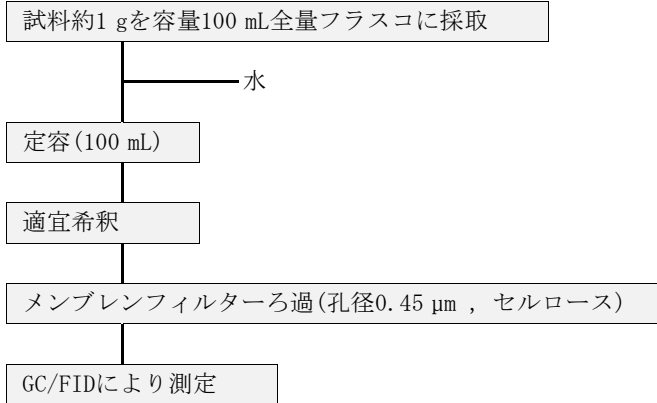 試料約1 gを容量100 mL全量フラスコに採取
水
定容(100 mL)
適宜希釈
メンブレンフィルターろ過(孔径0.45 μm , セルロース)
GC/FIDにより測定